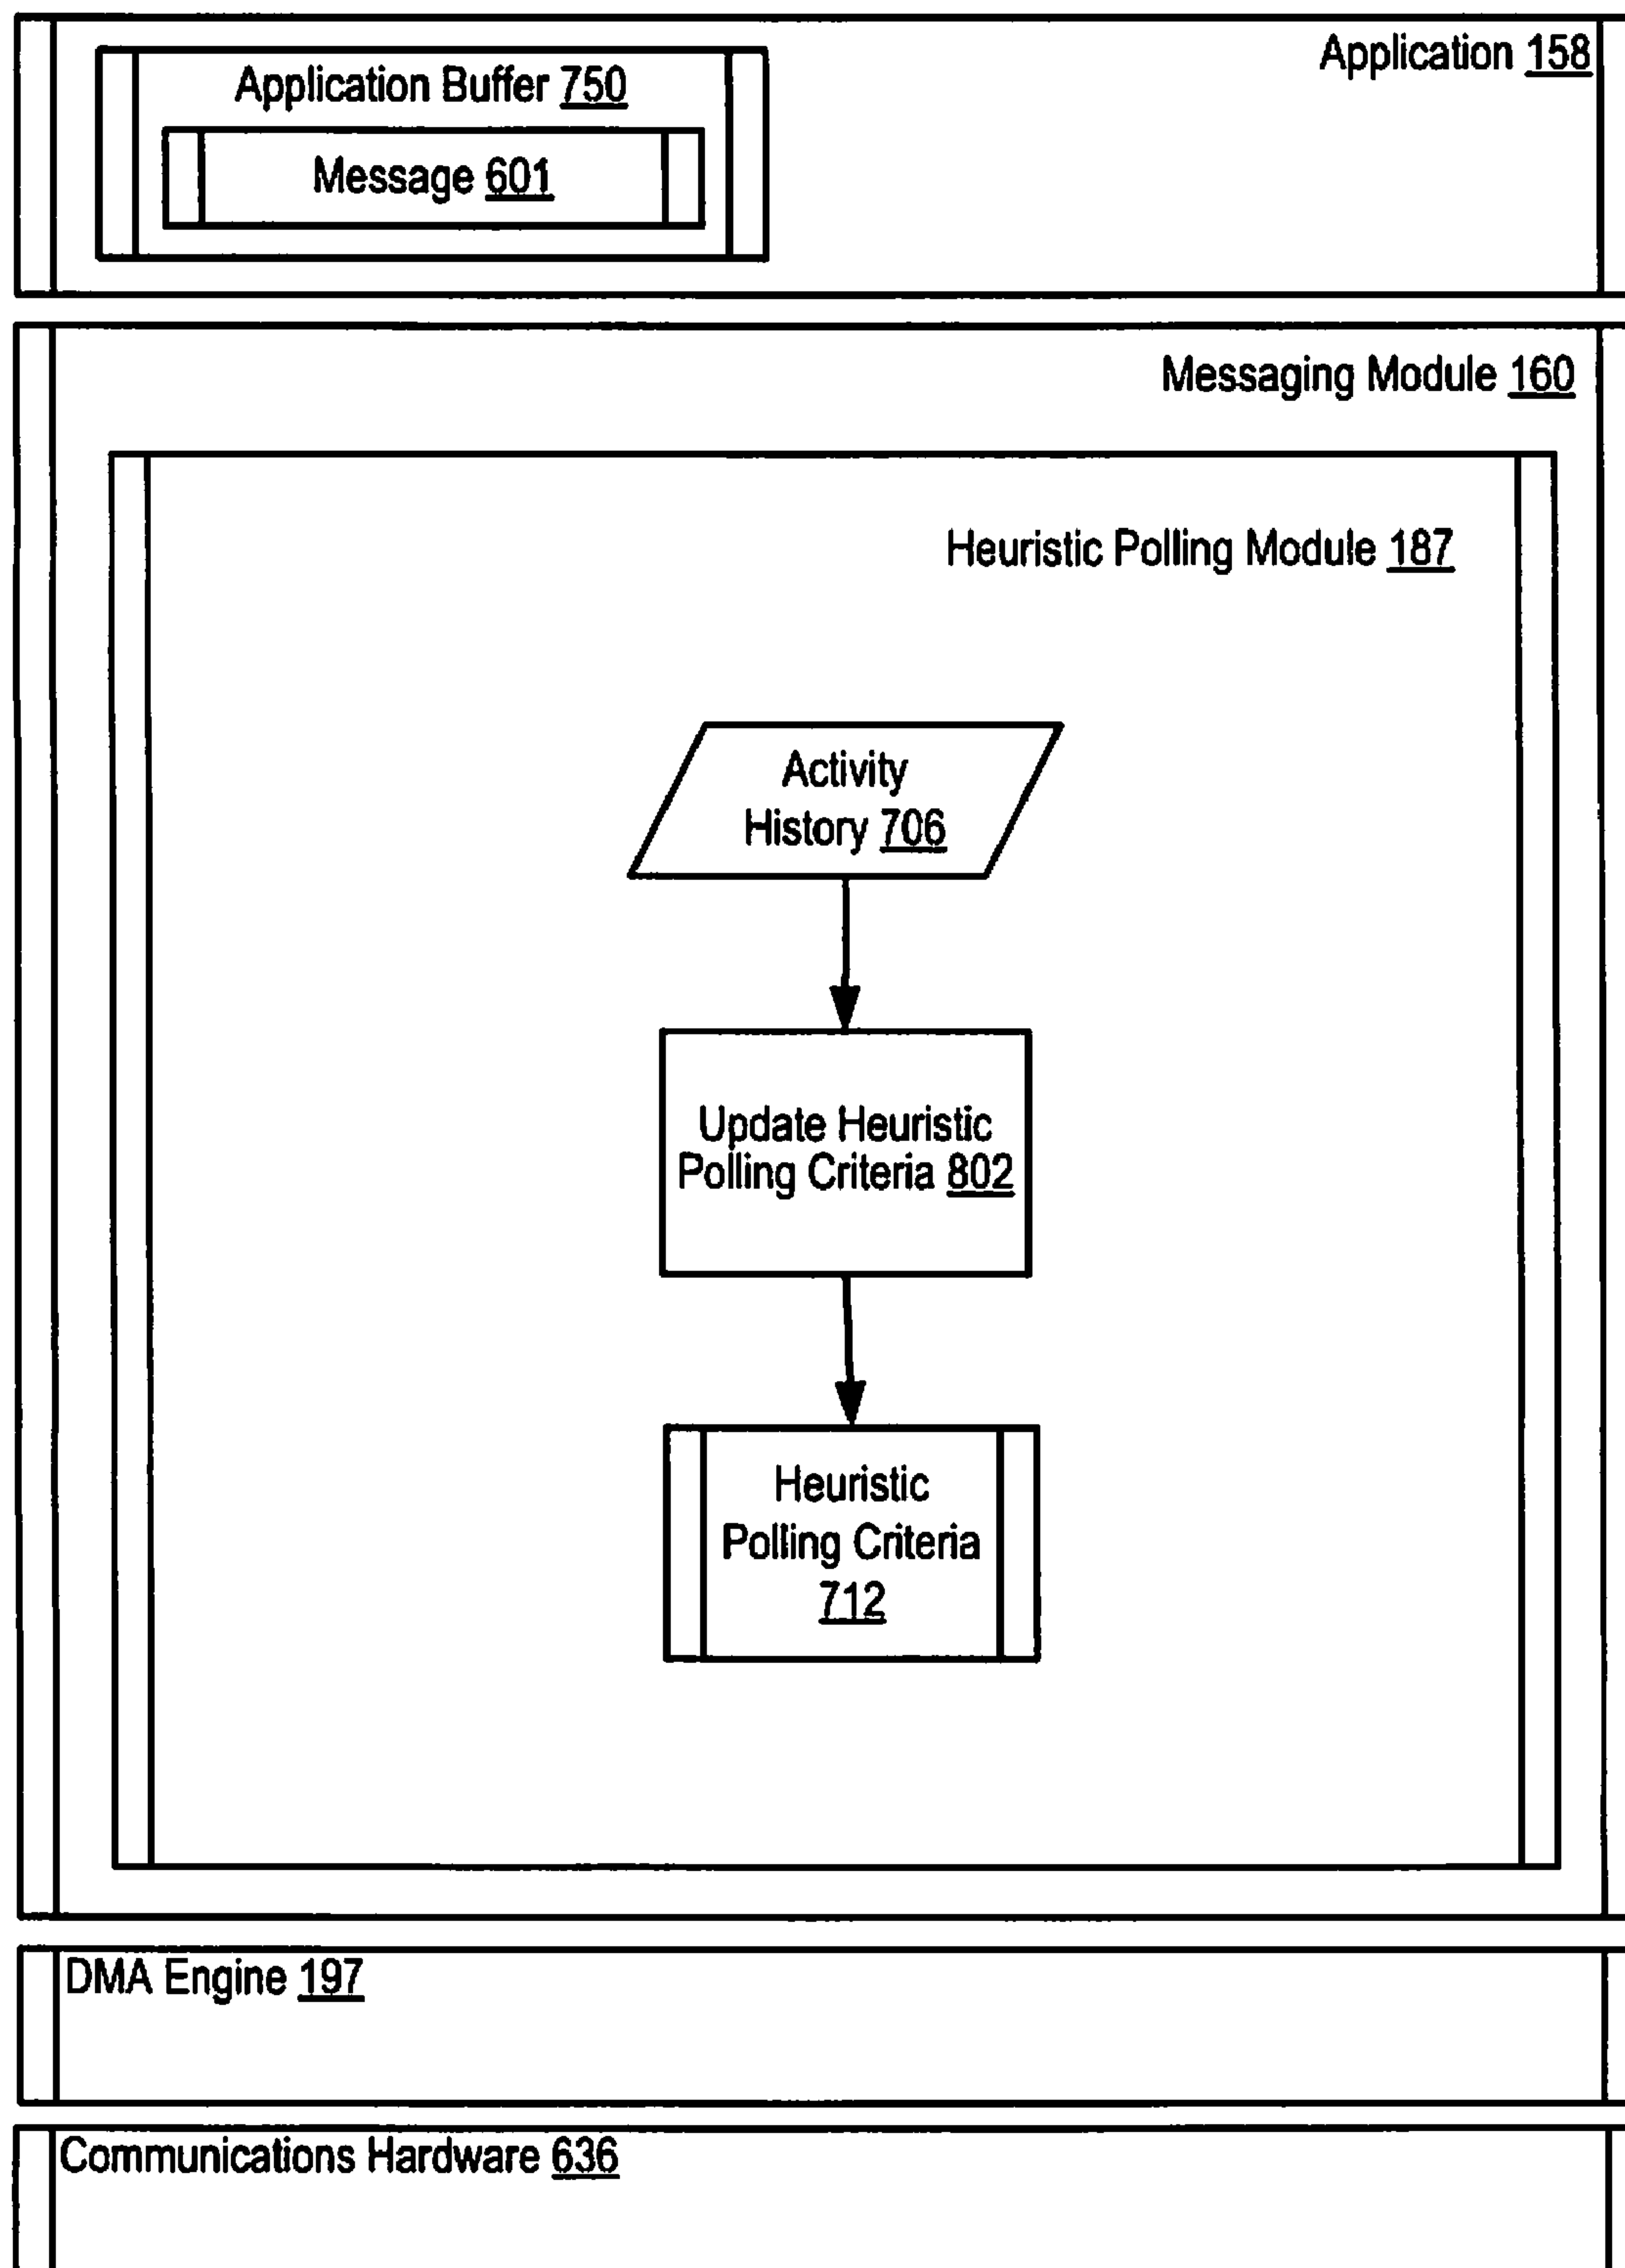 Application 158
Application Buffer 750
Message 601
Messaging Module 160
Heuristic Polling Module 187
Activity
History 706
Update Heuristic
Polling Criteria 802
Heuristic
Polling Criteria
712
DMA Engine 197
Communications Hardware 636